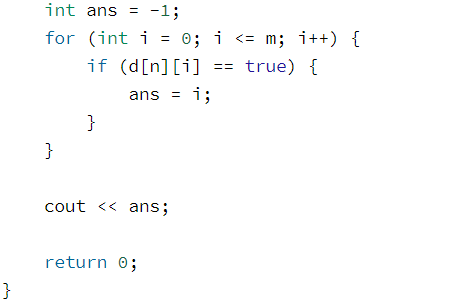 int ans = -1;
for (int i = 0; i <= m; i++) {
if (d[n][i] == true) {
ans = i;
}
}
cout << ans;
return 0;
}